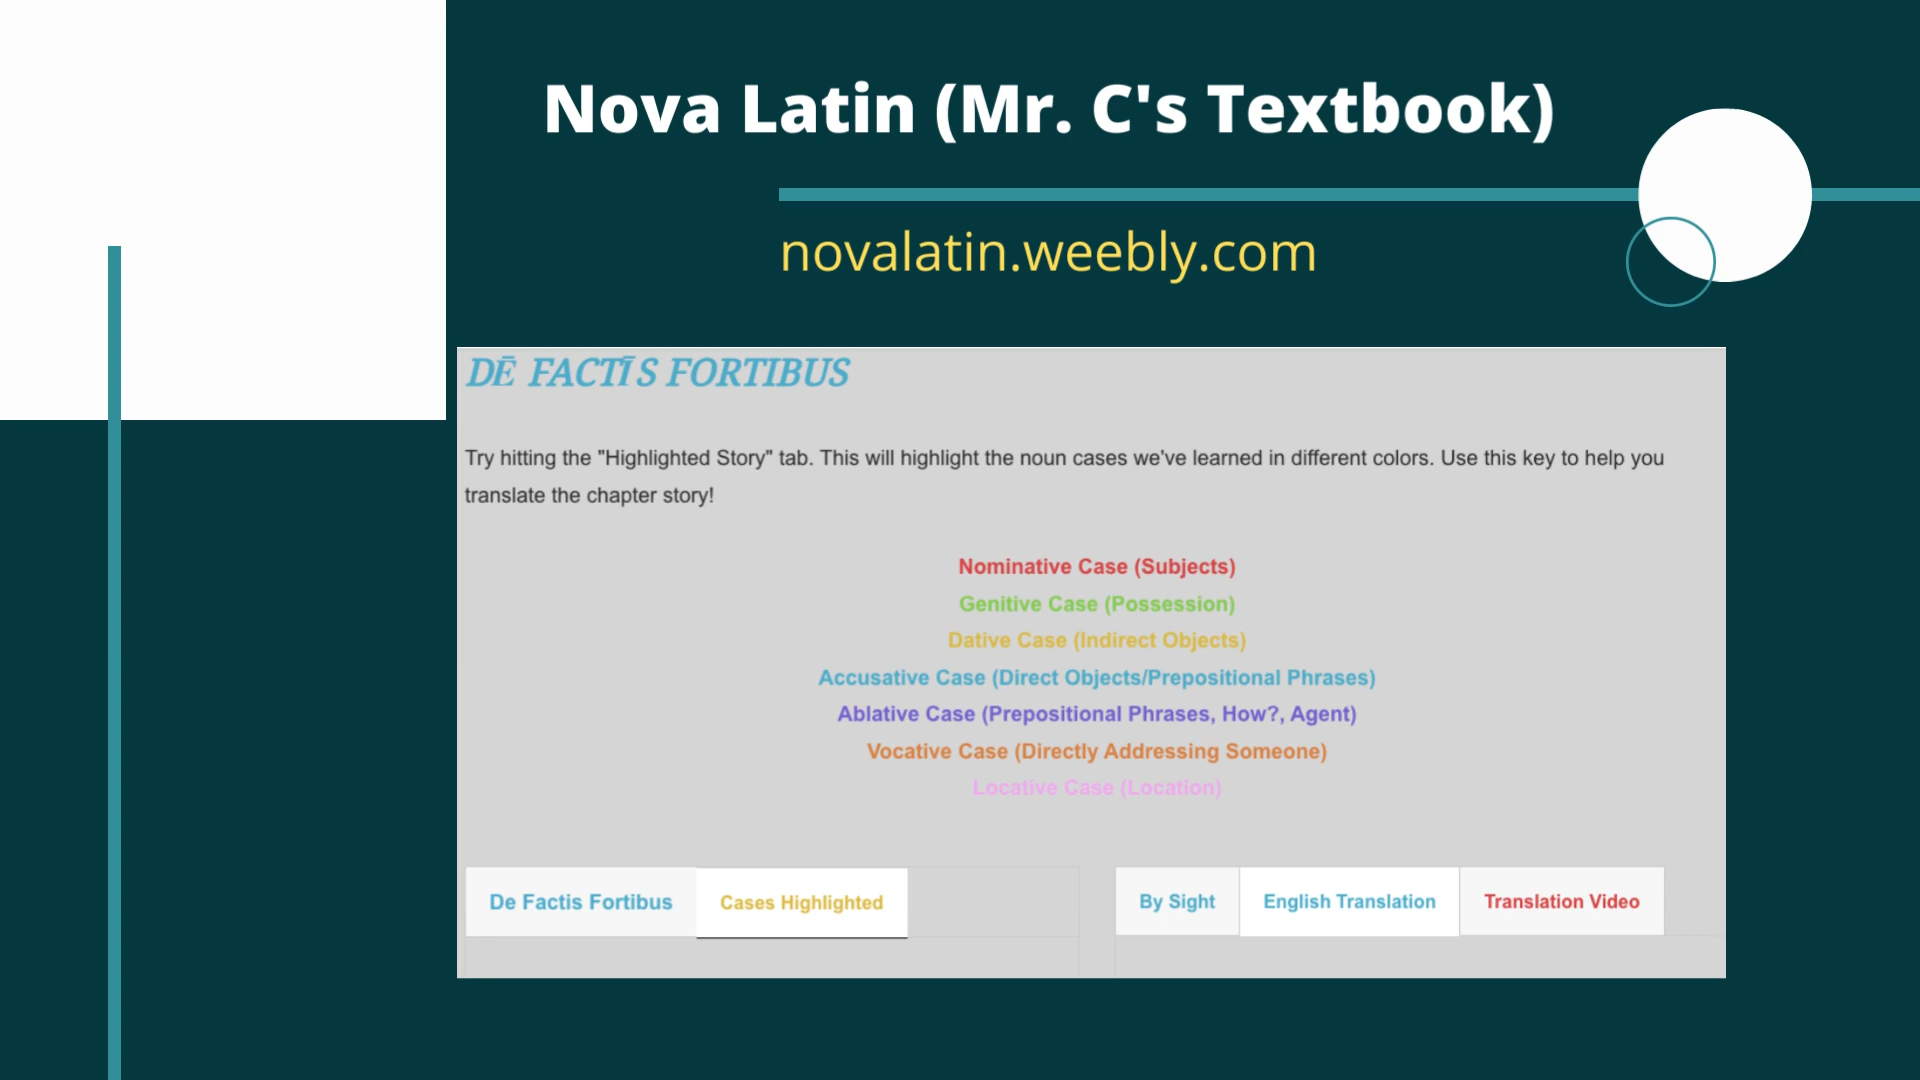 Nova Latin (Mr. C's Textbook)
novalatin.weebly.com
DĒ FACTĪS FORTIBUS
Try hitting the "Highlighted Story" tab. This will highlight the noun cases we've learned in different colors. Use this key to help you
translate the chapter story!
Nominative Case (Subjects)
Genitive Case (Possession)
Dative Case (Indirect Objects)
Accusative Case (Direct Objects/Prepositional Phrases)
Ablative Case (Prepositional Phrases, How?, Agent)
Vocative Case (Directly Addressing Someone)
Locative Case (Location)
De Factis Fortibus Cases Highlighted By Sight English Translation Translation Video